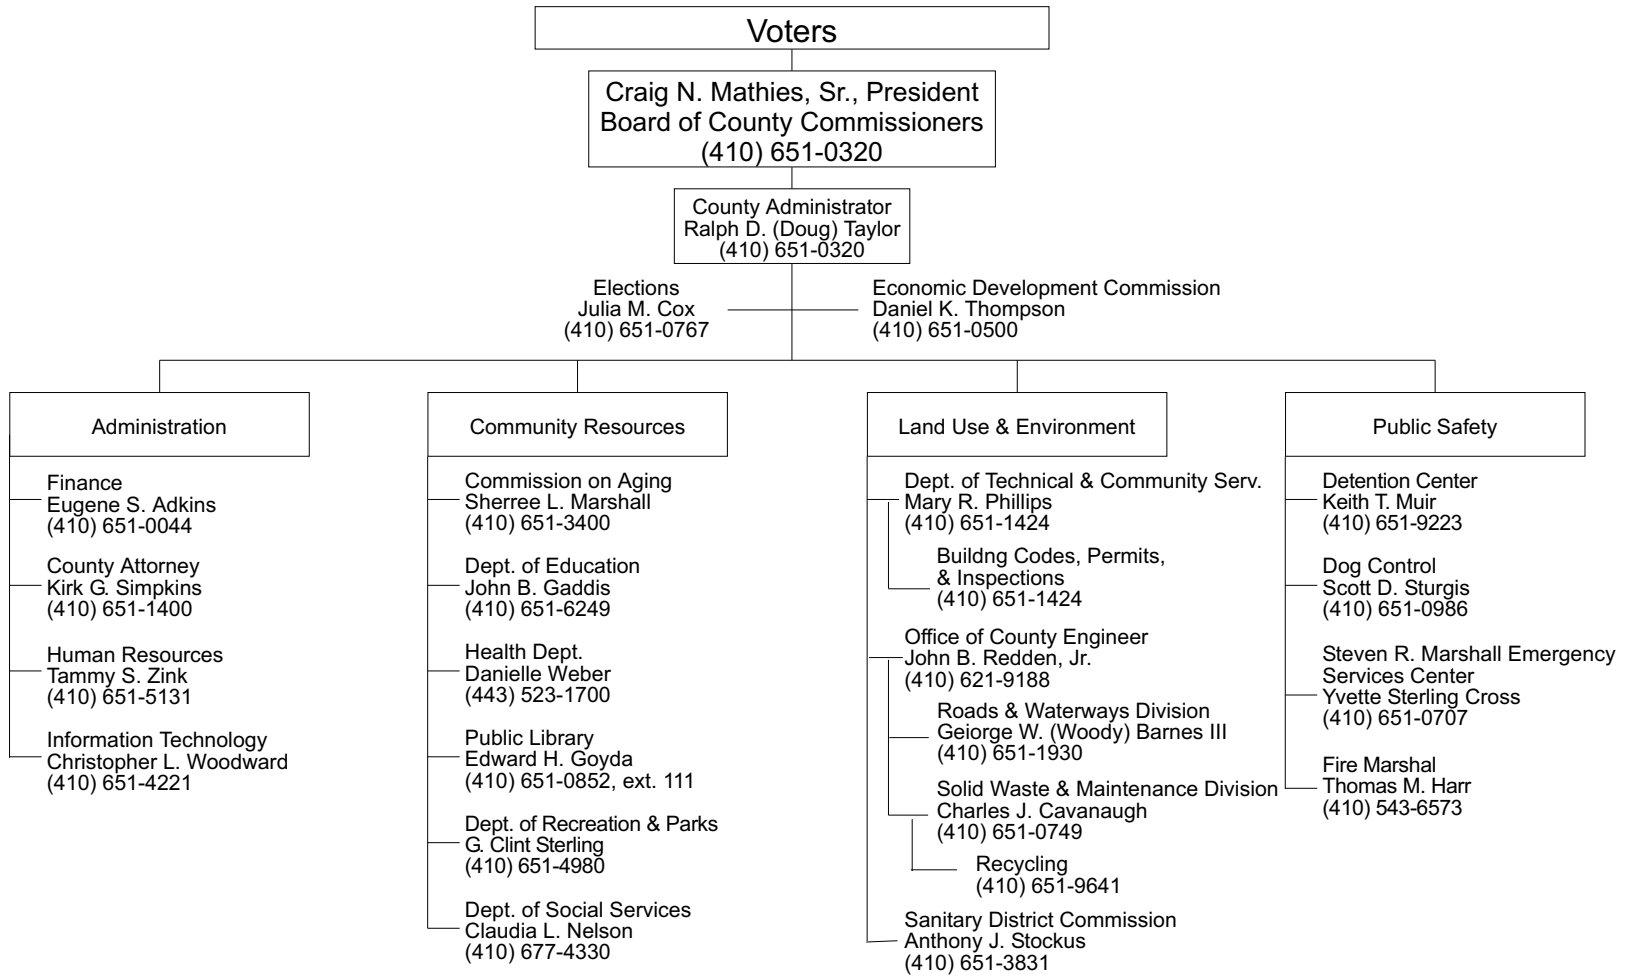 Voters
Craig N. Mathies, Sr., President
Board of County Commissioners
(410) 651-0320
County Administrator
Ralph D. (Doug) Taylor
(410) 651-0320
Elections
Julia M. Cox
(410) 651-0767
Economic Development Commission
Daniel K. Thompson
(410) 651-0500
Administration
Finance
Eugene S. Adkins
(410) 651-0044
County Attorney
Kirk G. Simpkins
(410) 651-1400
Human Resources
Tammy S. Zink
(410) 651-5131
Information Technology
Christopher L. Woodward
(410) 651-4221
Community Resources
Commission on Aging
Sherree L. Marshall
(410) 651-3400
Dept. of Education
John B. Gaddis
(410) 651-6249
Health Dept.
Danielle Weber
(443) 523-1700
Public Library
Edward H. Goyda
(410) 651-0852, ext. 111
Dept. of Recreation & Parks
G. Clint Sterling
(410) 651-4980
Dept. of Social Services
Claudia L. Nelson
(410) 677-4330
Land Use & Environment
Dept. of Technical & Community Serv.
Mary R. Phillips
(410) 651-1424
Buildng Codes, Permits,
& Inspections
(410) 651-1424
Office of County Engineer
John B. Redden, Jr.
(410) 621-9188
Roads & Waterways Division
Geiorge W. (Woody) Barnes III
(410) 651-1930
Solid Waste & Maintenance Division
Charles J. Cavanaugh
(410) 651-0749
Recycling
(410) 651-9641
Sanitary District Commission
Anthony J. Stockus
(410) 651-3831
Public Safety
Detention Center
Keith T. Muir
(410) 651-9223
Dog Control
Scott D. Sturgis
(410) 651-0986
Steven R. Marshall Emergency
Services Center
Yvette Sterling Cross
(410) 651-0707
Fire Marshal
Thomas M. Harr
(410) 543-6573